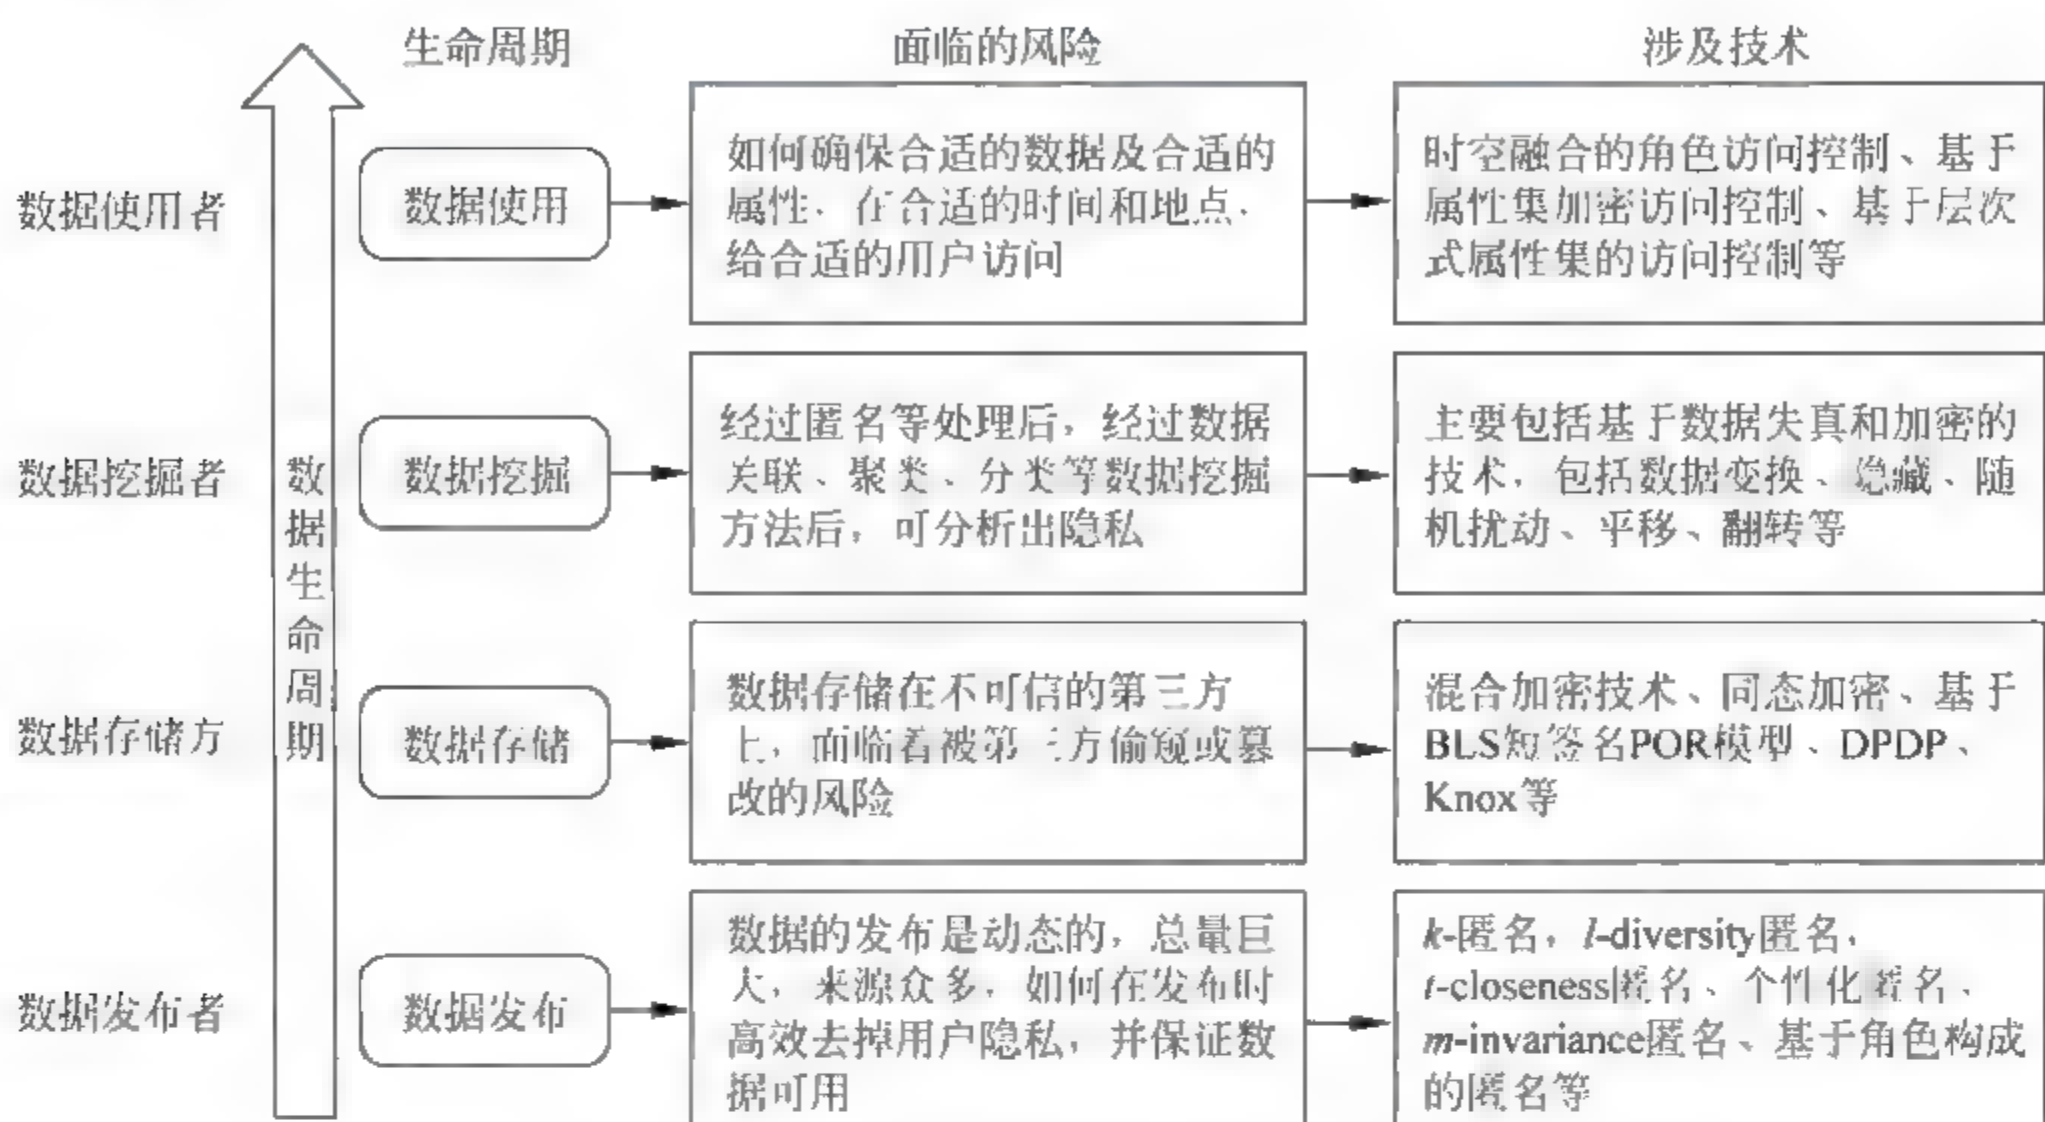 生命周期
面临的风险
涉及技术
数据使用者
数据使用
如何确保合适的数据及合适的
属性,在合适的时间和地点,
给合适的用户访问
时空融合的角色访问控制、基于
属性集加密访问控制、基于层次
式属性集的访问控制等
数据挖掘者
数据挖掘
经过匿名等处理后,经过数据
关联、聚类、分类等数据挖掘
方法后,可分析出隐私
主要包括基于数据失真和加密的
技术,包括数据变换、隐藏、随
机扰动、平移、翻转等
数据生命周期
数据存储方
数据存储
数据存储在不可信的第三方
上,面临着被第三方偷窥或篡
改的风险
混合加密技术、同态加密、基于
BLS短签名POR模型、DPDP、
Knox等
数据发布者
数据发布
数据的发布是动态的,总量巨
大,来源众多,如何在发布时
高效去掉用户隐私,并保证数
据可用
k-匿名,l-diversity匿名,
t-closeness匿名、个性化匿名、
m-invariance匿名、基于角色构成
的匿名等